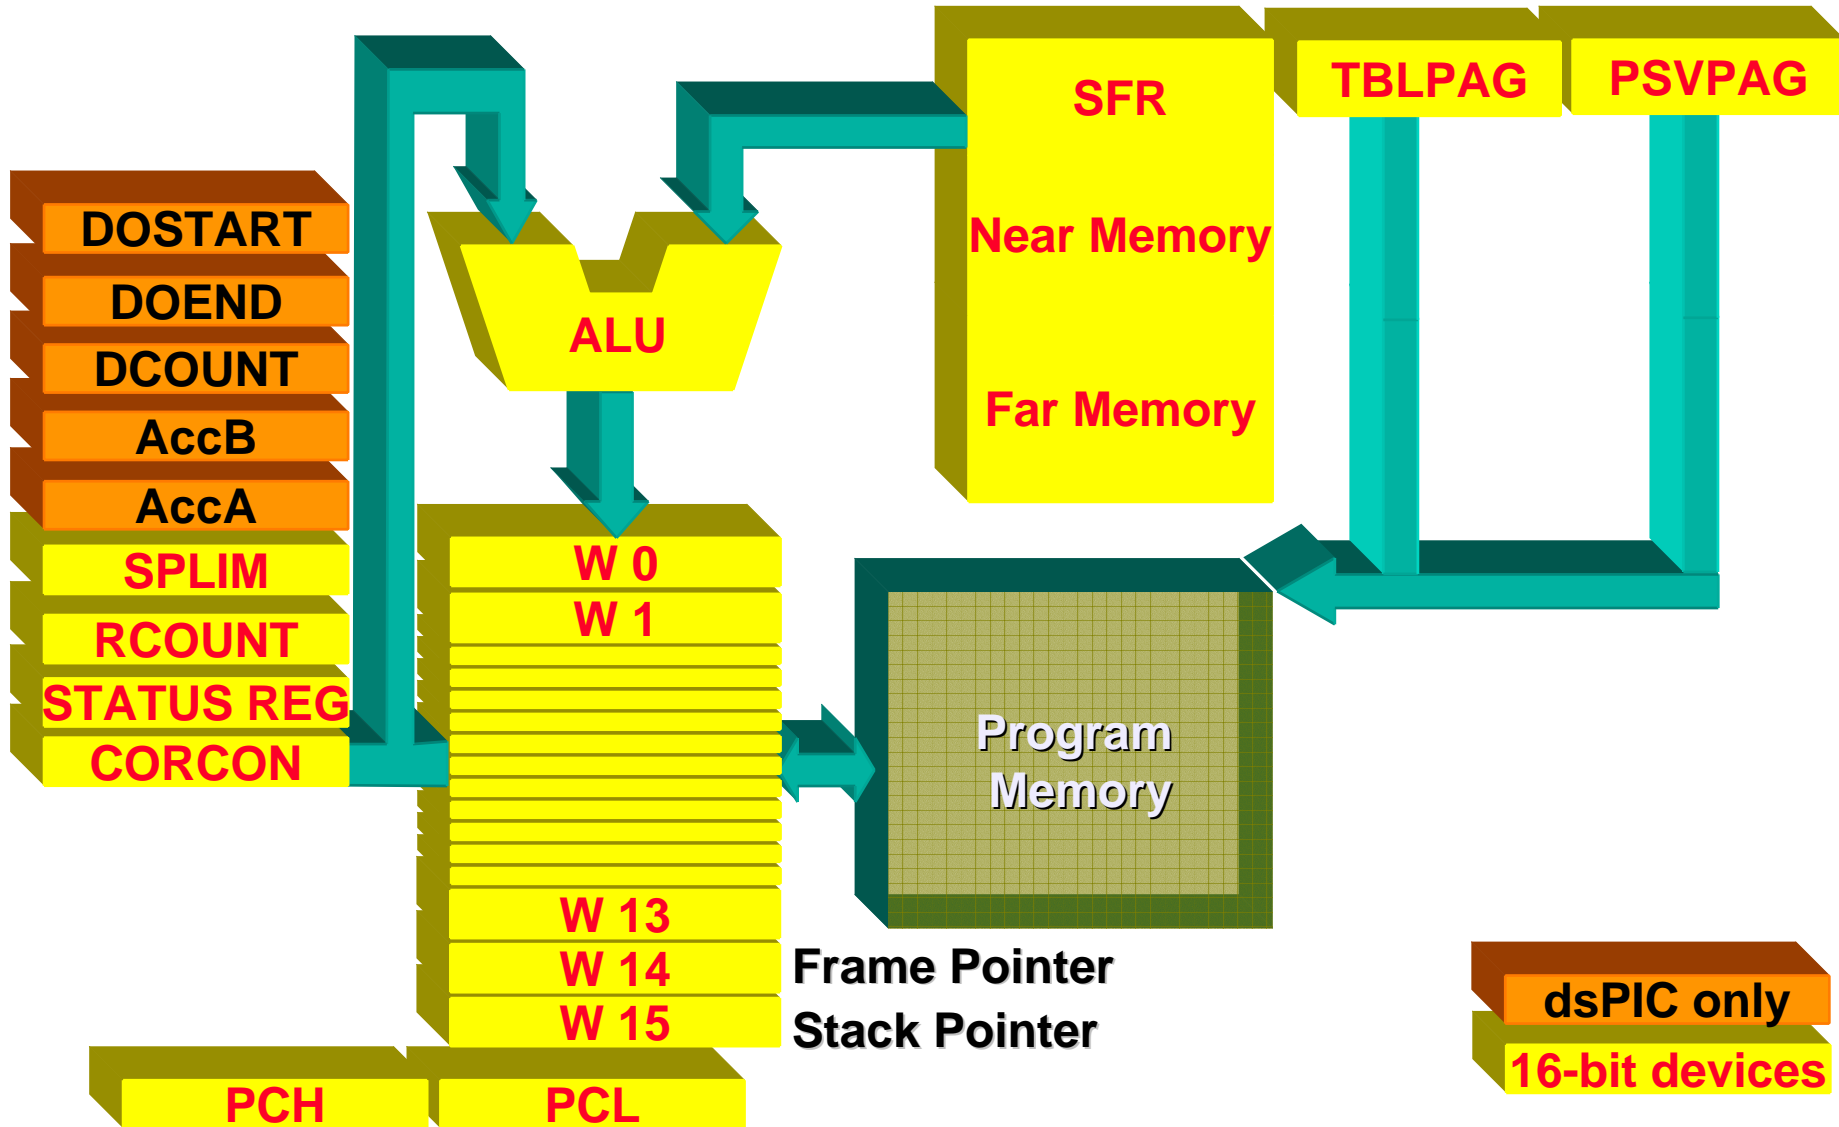 SFR
TBLPAG
PSVPAG
Near Memory
Far Memory
DOSTART
DOEND
DCOUNT
AccB
AccA
SPLIM
RCOUNT
STATUS REG
CORCON
ALU
W 0
W 1
W 13
W 14
W 15
Frame Pointer
Stack Pointer
Program
Memory
PCH
PCL
dsPIC only
16-bit devices